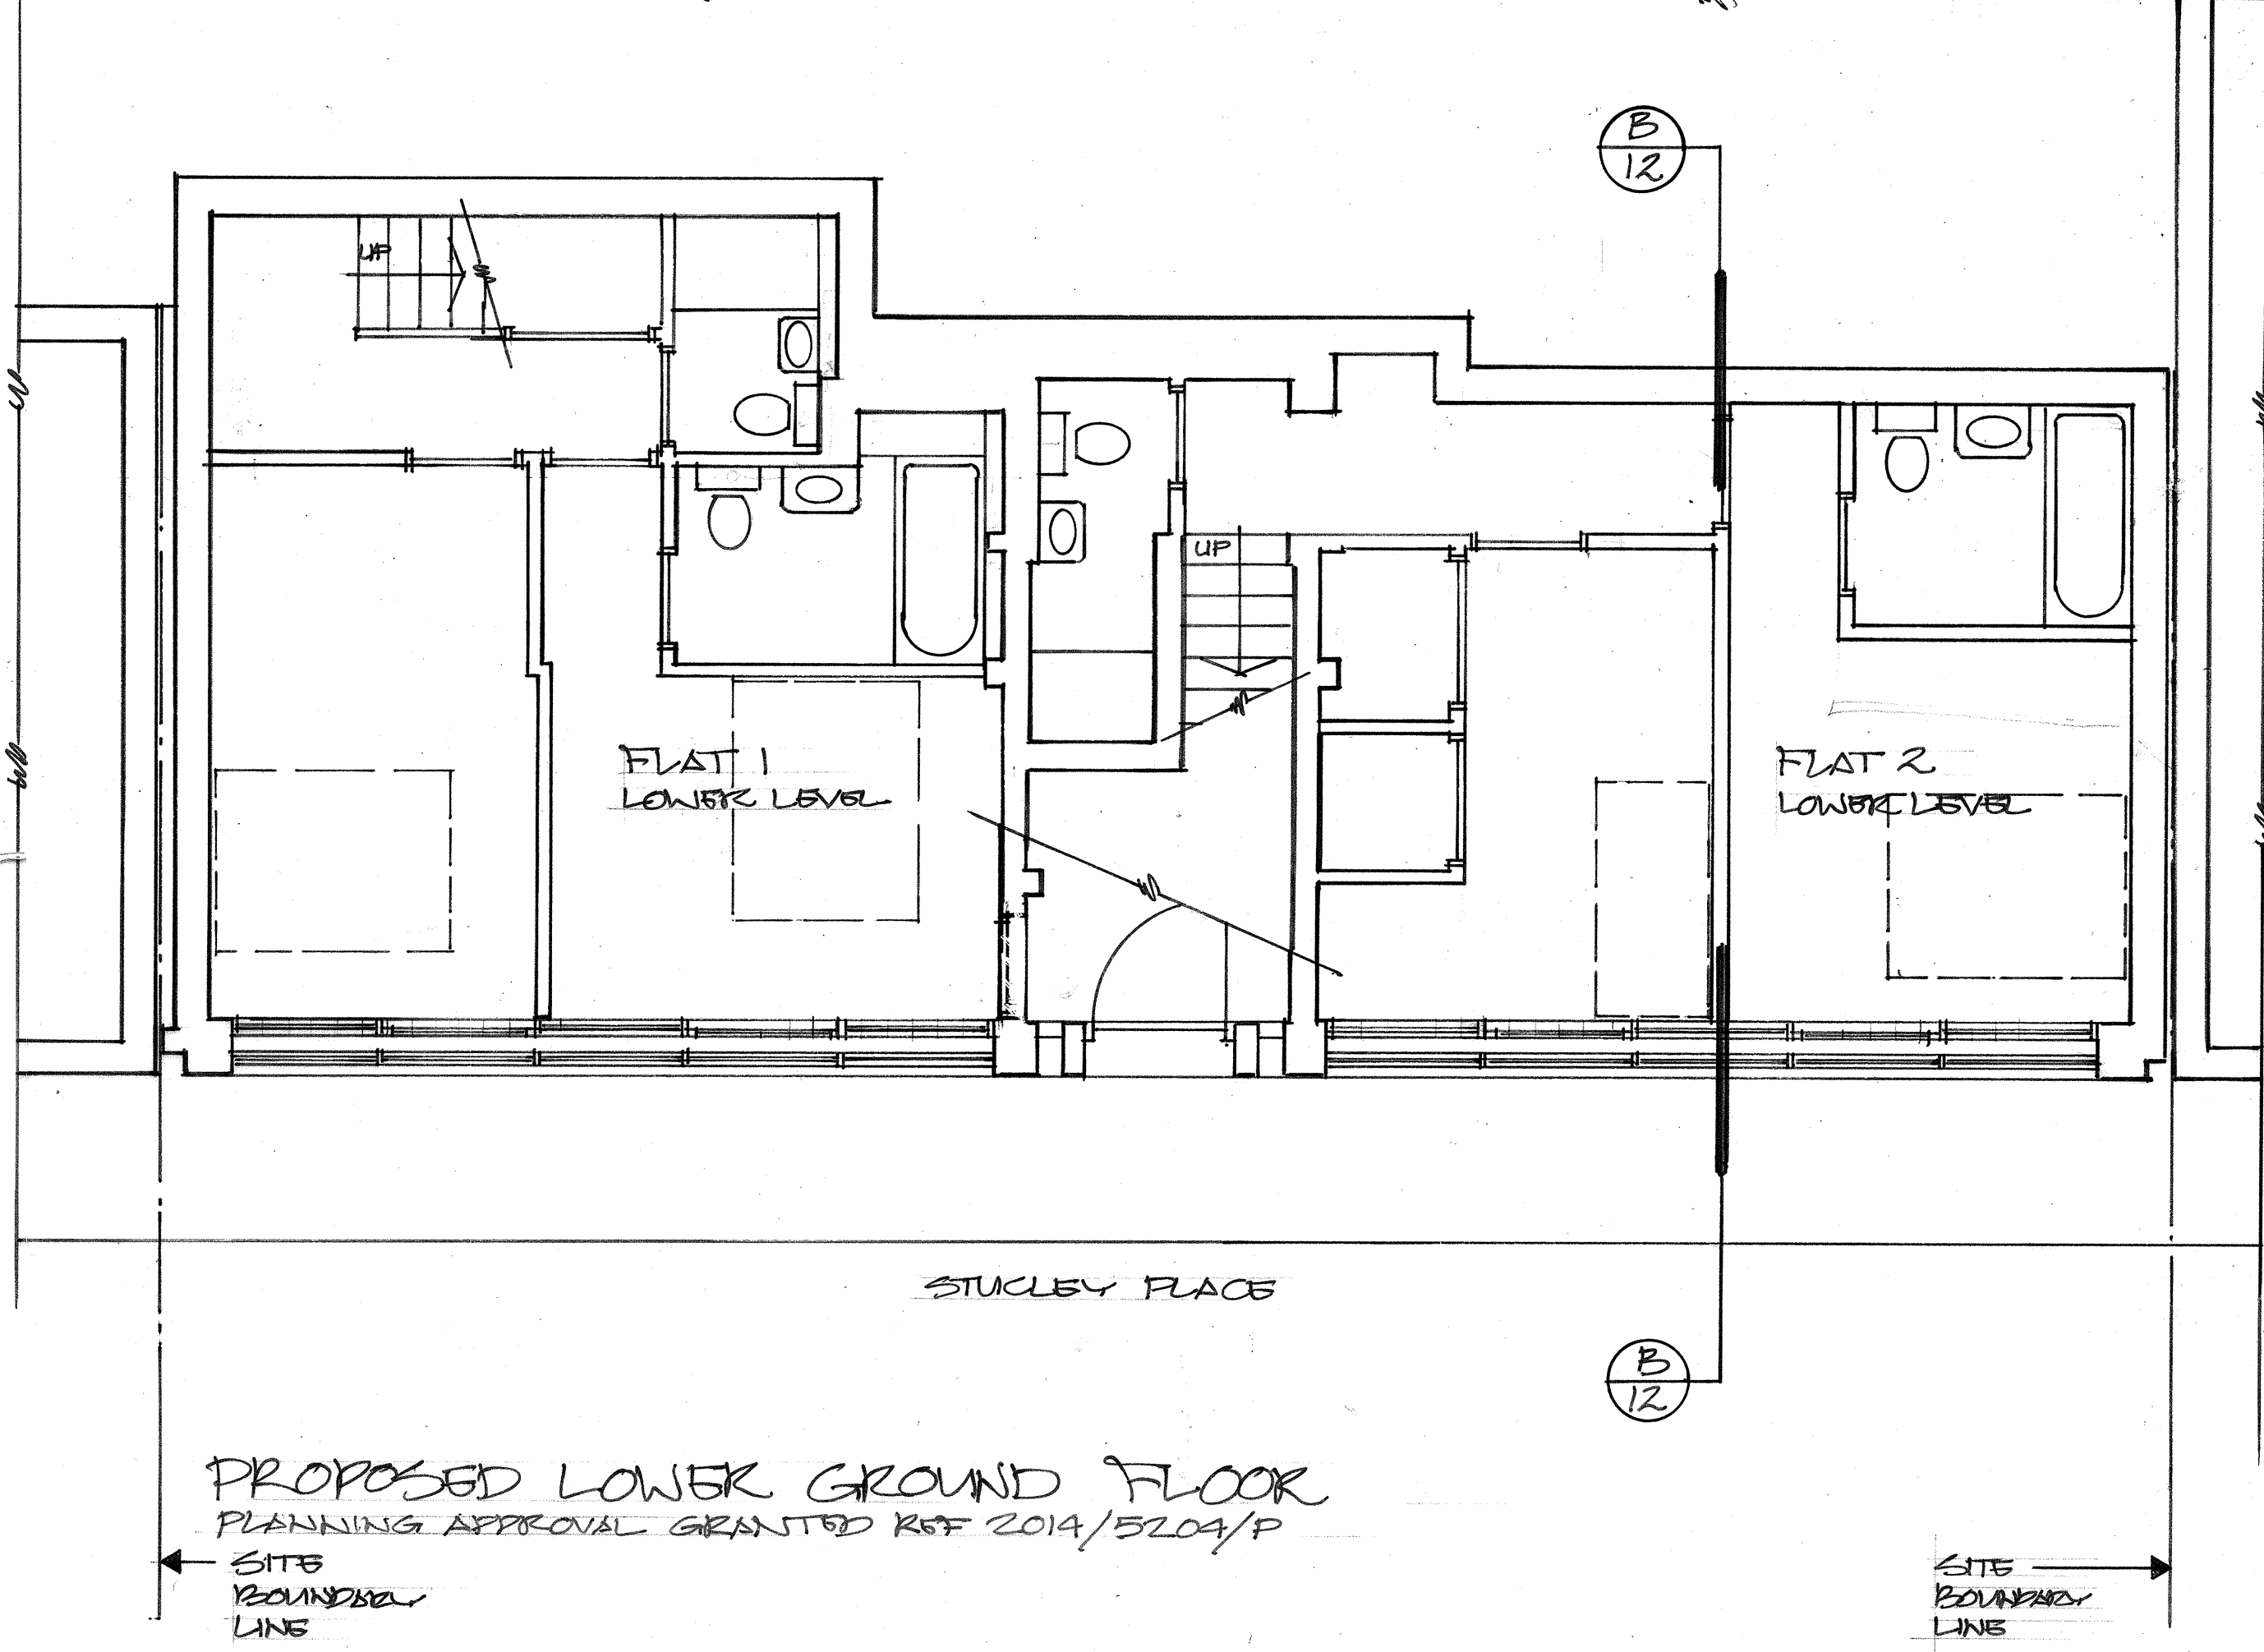 B
12
UP
UP
FLAT 1
LOWER LEVEL
FLAT 2
LOWER LEVEL
STUCLEY PLACE
B
12
PROPOSED LOWER GROUND FLOOR
PLANNING APPROVAL GRANTED REF 2014/5204/P
SITE
BOUNDARY
LINE
SITE
BOUNDARY
LINE